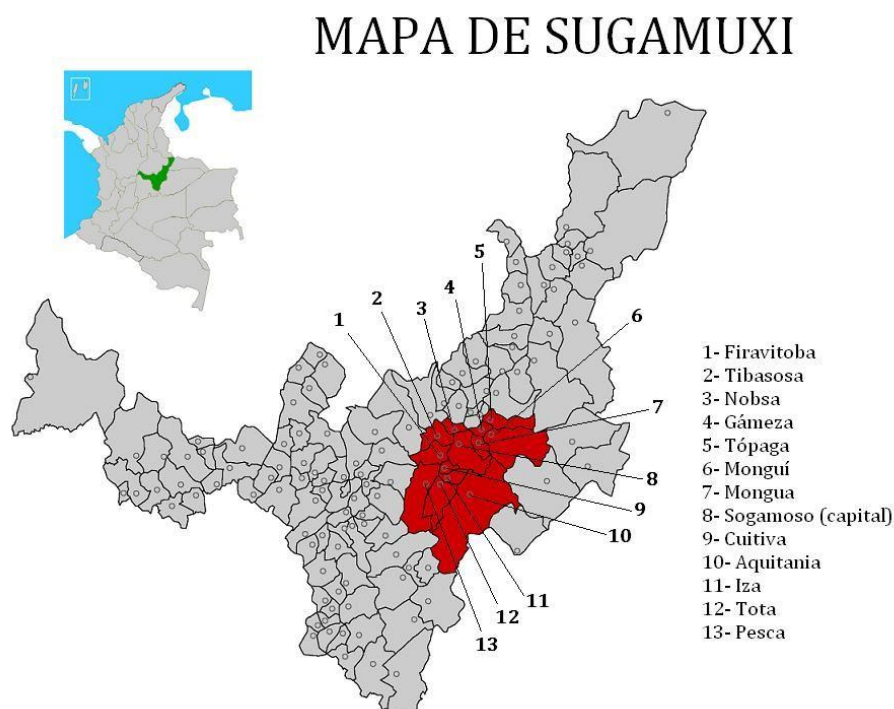 MAPA DE SUGAMUXI
5
4
2
3
1
6
7
8
9
10
11
12
13
1- Firavitoba
2- Tibasosa
3- Nobsa
4- Gámeza
5- Tópaga
6- Monguí
7- Mongua
8- Sogamoso (capital)
9- Cuitiva
10- Aquitania
11- Iza
12- Tota
13- Pesca